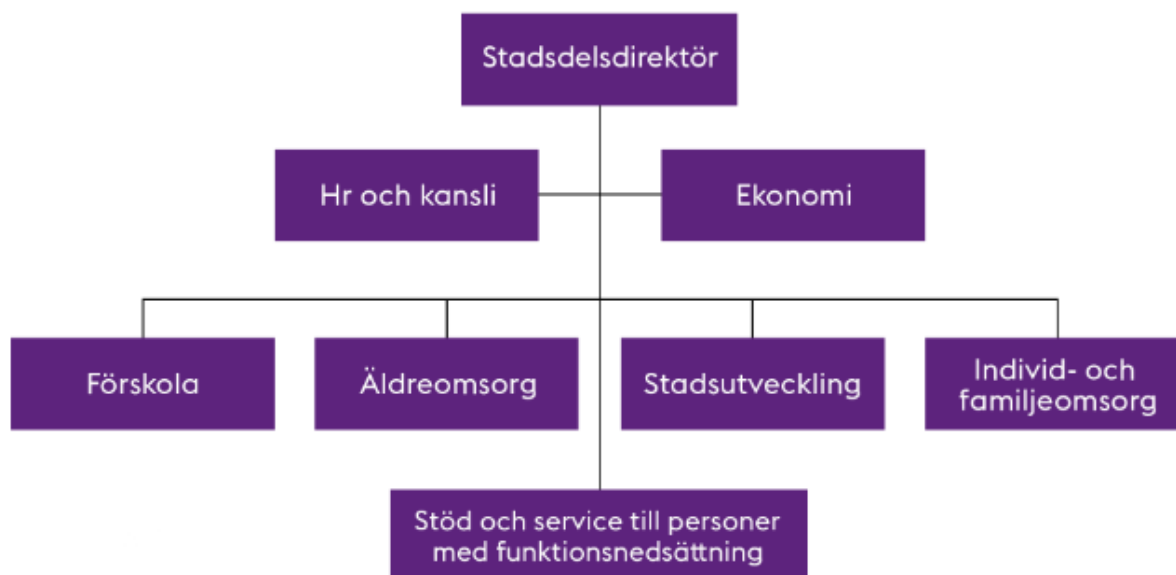 Stadsdelsdirektör
Hr och kansli
Ekonomi
Förskola
Äldreomsorg
Stadsutveckling
Individ- och
familjeomsorg
Stöd och service till personer
med funktionsnedsättning